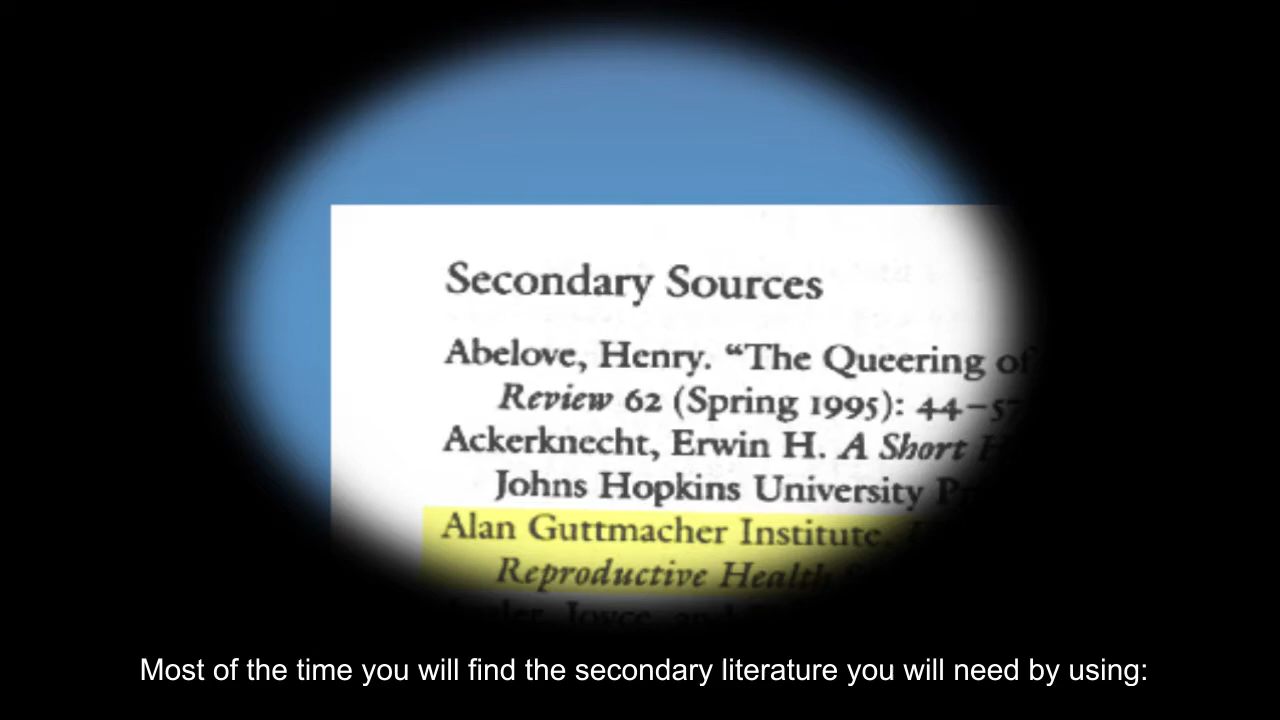 Secondary Sources
Abelove, Henry. “The Queering of
Review 62 (Spring 1995): 44–57
Ackerknecht, Erwin H. A Short
Johns Hopkins University
Alan Guttmacher Institute.
Reproductive Health
Joyce, and
Most of the time you will find the secondary literature you will need by using: